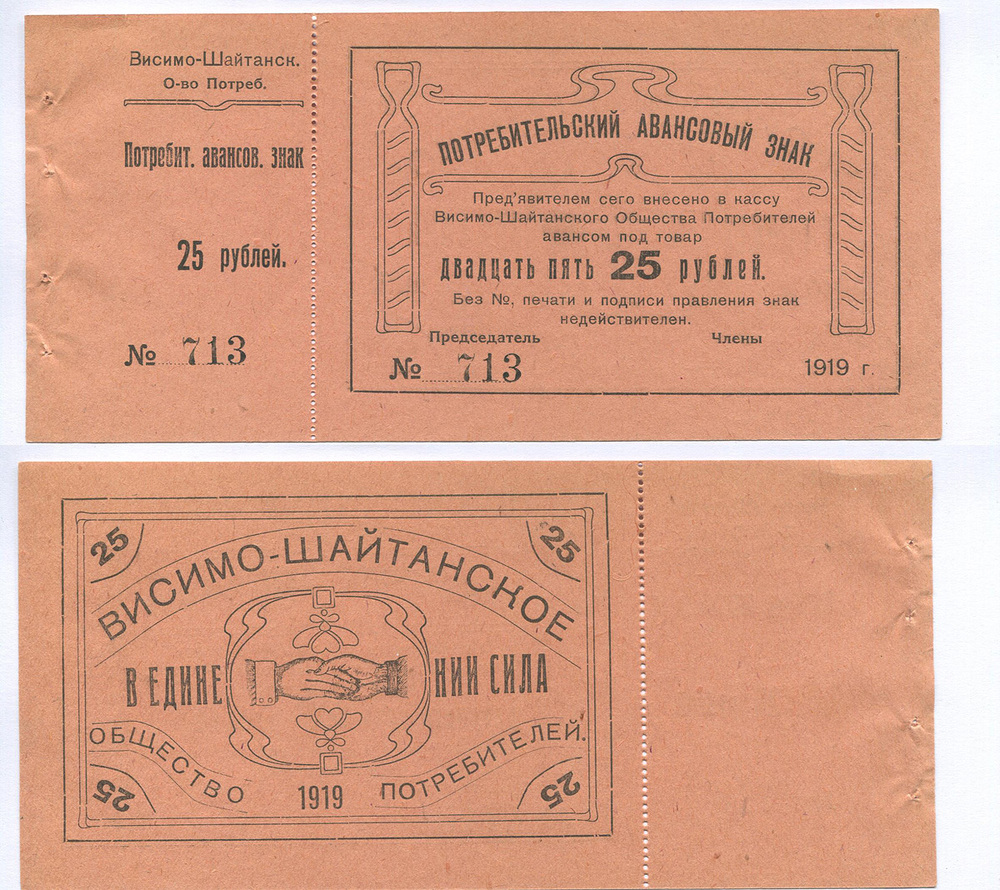 Висимо-Шайтанск.
О-во Потреб.
Потребит. авансов. знак
25 рублей.
№ 713
ПОТРЕБИТЕЛЬСКИЙ АВАНСОВЫЙ ЗНАК
Пред'явителем сего внесено в кассу
Висимо-Шайтанского Общества Потребителей
авансом под товар
двадцать пять 25 рублей.
Без №, печати и подписи правления знак
недействителен.
Председатель Члены
№ 713 1919 г.
25 25
ВИСИМО-ШАЙТАНСКОЕ
В ЕДИНЕ НИИ СИЛА
ОБЩЕСТВО ПОТРЕБИТЕЛЕЙ.
25 1919 25